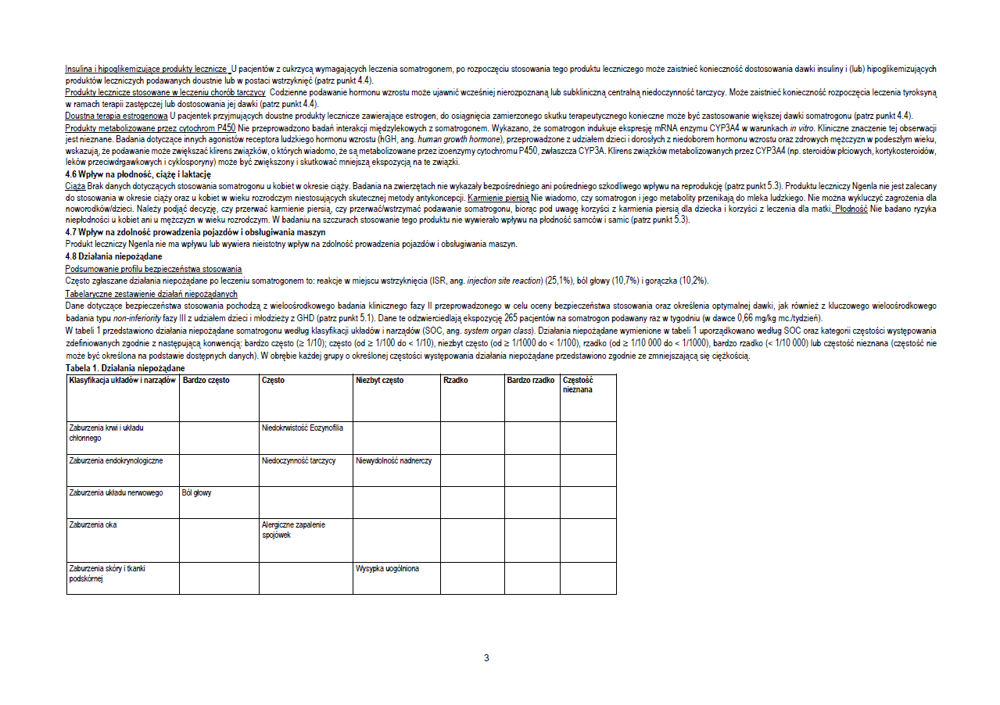 Insulina i hipoglikemizujące produkty lecznicze U pacjentów z cukrzycą wymagających leczenia somatrogonem, po rozpoczęciu stosowania tego produktu leczniczego może zaistnieć konieczność dostosowania dawki insuliny i (lub) hipoglikemizujących
produktów leczniczych podawanych doustnie lub w postaci wstrzyknięć (patrz punkt 4.4).
Produkty lecznicze stosowane w leczeniu chorób tarczycy Codzienne podawanie hormonu wzrostu może ujawnić wcześniej nierozpoznaną lub subkliniczną centralną niedoczynność tarczycy. Może zaistnieć konieczność rozpoczęcia leczenia tyroksyną
w ramach terapii zastępczej lub dostosowania jej dawki (patrz punkt 4.4).
Doustna terapia estrogenowa U pacjentek przyjmujących doustne produkty lecznicze zawierające estrogen, do osiągnięcia zamierzonego skutku terapeutycznego konieczne może być zastosowanie większej dawki somatrogonu (patrz punkt 4.4).
Produkty metabolizowane przez cytochrom P450 Nie przeprowadzono badań interakcji międzylekowych z somatrogonem. Wykazano, że somatrogon indukuje ekspresję mRNA enzymu CYP3A4 w warunkach in vitro. Kliniczne znaczenie tej obserwacji
jest nieznane. Badania dotyczące innych agonistów receptora ludzkiego hormonu wzrostu (hGH, ang. human growth hormone), przeprowadzone z udziałem dzieci i dorosłych z niedoborem hormonu wzrostu oraz zdrowych mężczyzn w podeszłym wieku,
wskazują, że podawanie może zwiększać klirens związków, o których wiadomo, że są metabolizowane przez izoenzymy cytochromu P450, zwłaszcza CYP3A. Klirens związków metabolizowanych przez CYP3A4 (np. steroidów płciowych, kortykosteroidów,
leków przeciwdrgawkowych i cyklosporyny) może być zwiększony i skutkować mniejszą ekspozycją na te związki.
4.6 Wpływ na płodność, ciążę i laktację
Ciąża Brak danych dotyczących stosowania somatrogonu u kobiet w okresie ciąży. Badania na zwierzętach nie wykazały bezpośredniego ani pośredniego szkodliwego wpływu na reprodukcję (patrz punkt 5.3). Produktu leczniczy Ngenla nie jest zalecany
do stosowania w okresie ciąży oraz u kobiet w wieku rozrodczym niestosujących skutecznej metody antykoncepcji. Karmienie piersią Nie wiadomo, czy somatrogon i jego metabolity przenikają do mleka ludzkiego. Nie można wykluczyć zagrożenia dla
noworodków/dzieci. Należy podjąć decyzję, czy przerwać karmienie piersią, czy przerwać/wstrzymać podawanie somatrogonu, biorąc pod uwagę korzyści z karmienia piersią dla dziecka i korzyści z leczenia dla matki. Płodność Nie badano ryzyka
niepłodności u kobiet ani u mężczyzn w wieku rozrodczym. W badaniu na szczurach stosowanie tego produktu nie wywierało wpływu na płodność samców i samic (patrz punkt 5.3).
4.7 Wpływ na zdolność prowadzenia pojazdów i obsługiwania maszyn
Produkt leczniczy Ngenla nie ma wpływu lub wywiera nieistotny wpływ na zdolność prowadzenia pojazdów i obsługiwania maszyn.
4.8 Działania niepożądane
Podsumowanie profilu bezpieczeństwa stosowania
Często zgłaszane działania niepożądane po leczeniu somatrogonem to: reakcje w miejscu wstrzyknięcia (ISR, ang. injection site reaction) (25,1%), ból głowy (10,7%) i gorączka (10,2%).
Tabelaryczne zestawienie działań niepożądanych
Dane dotyczące bezpieczeństwa stosowania pochodzą z wieloośrodkowego badania klinicznego fazy II przeprowadzonego w celu oceny bezpieczeństwa stosowania oraz określenia optymalnej dawki, jak również z kluczowego wieloośrodkowego
badania typu non-inferiority fazy III z udziałem dzieci i młodzieży z GHD (patrz punkt 5.1). Dane te odzwierciedlają ekspozycję 265 pacjentów na somatrogon podawany raz w tygodniu (w dawce 0,66 mg/kg mc./tydzień).
W tabeli 1 przedstawiono działania niepożądane somatrogonu według klasyfikacji układów i narządów (SOC, ang. system organ class). Działania niepożądane wymienione w tabeli 1 uporządkowano według SOC oraz kategorii częstości występowania
zdefiniowanych zgodnie z następującą konwencją: bardzo często (≥ 1/10); często (od ≥ 1/100 do < 1/10), niezbyt często (od ≥ 1/1000 do < 1/100), rzadko (od ≥ 1/10 000 do < 1/1000), bardzo rzadko (< 1/10 000) lub częstość nieznana (częstość nie
może być określona na podstawie dostępnych danych). W obrębie każdej grupy o określonej częstości występowania działania niepożądane przedstawiono zgodnie ze zmniejszającą się ciężkością.
Tabela 1. Działania niepożądane
Klasyfikacja układów i narządów Bardzo często Często Niezbyt często Rzadko Bardzo rzadko Częstość
nieznana
Zaburzenia krwi i układu Niedokrwistość Eozynofilia
chłonnego
Zaburzenia endokrynologiczne Niedoczynność tarczycy Niewydolność nadnerczy
Zaburzenia układu nerwowego Ból głowy
Zaburzenia oka Alergiczne zapalenie
spojówek
Zaburzenia skóry i tkanki Wysypka uogólniona
podskórnej
3